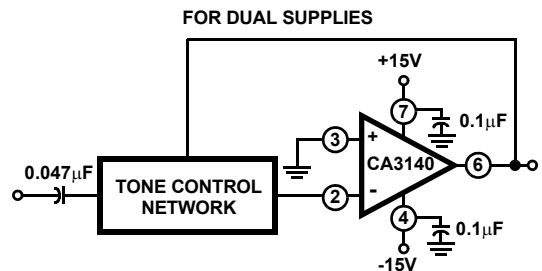 FOR DUAL SUPPLIES
+15V
7
0.1μF
3
+
CA3140
6
0.047μF
TONE CONTROL
NETWORK
2
-
4
0.1μF
-15V